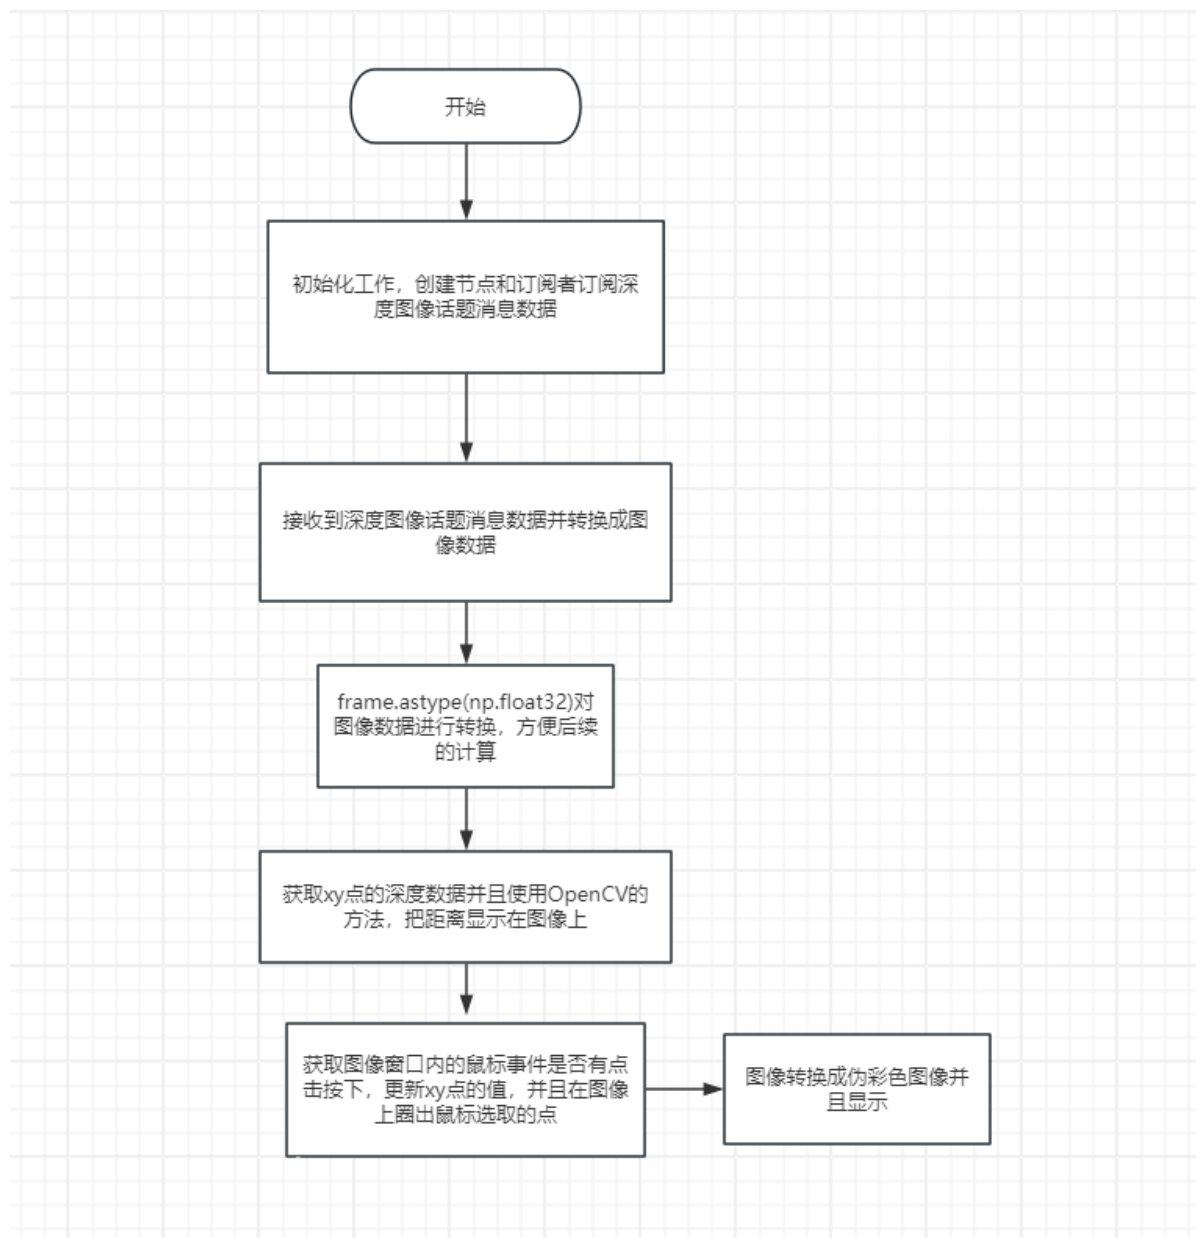 开始
初始化工作，创建节点和订阅者订阅深
度图像话题消息数据
接收到深度图像话题消息数据并转换成图
像数据
frame.astype(np.float32)对
图像数据进行转换，方便后续
的计算
获取xy点的深度数据并且使用OpenCV的
方法，把距离显示在图像上
获取图像窗口内的鼠标事件是否有点
击按下，更新xy点的值，并且在图像
上圈出鼠标选取的点
图像转换成伪彩色图像并
且显示